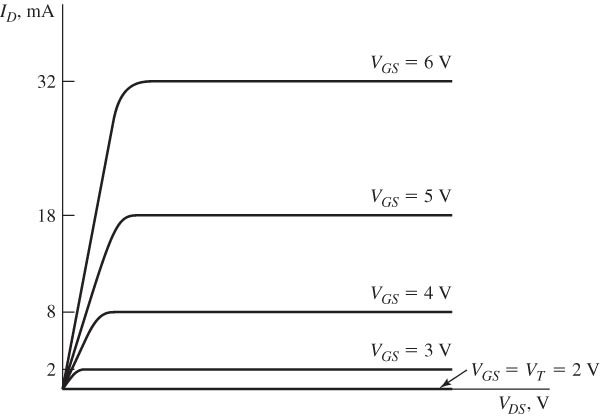 I_D, mA
V_GS = 6 V
32
V_GS = 5 V
18
V_GS = 4 V
8
V_GS = 3 V
2
V_GS = V_T = 2 V
V_DS, V